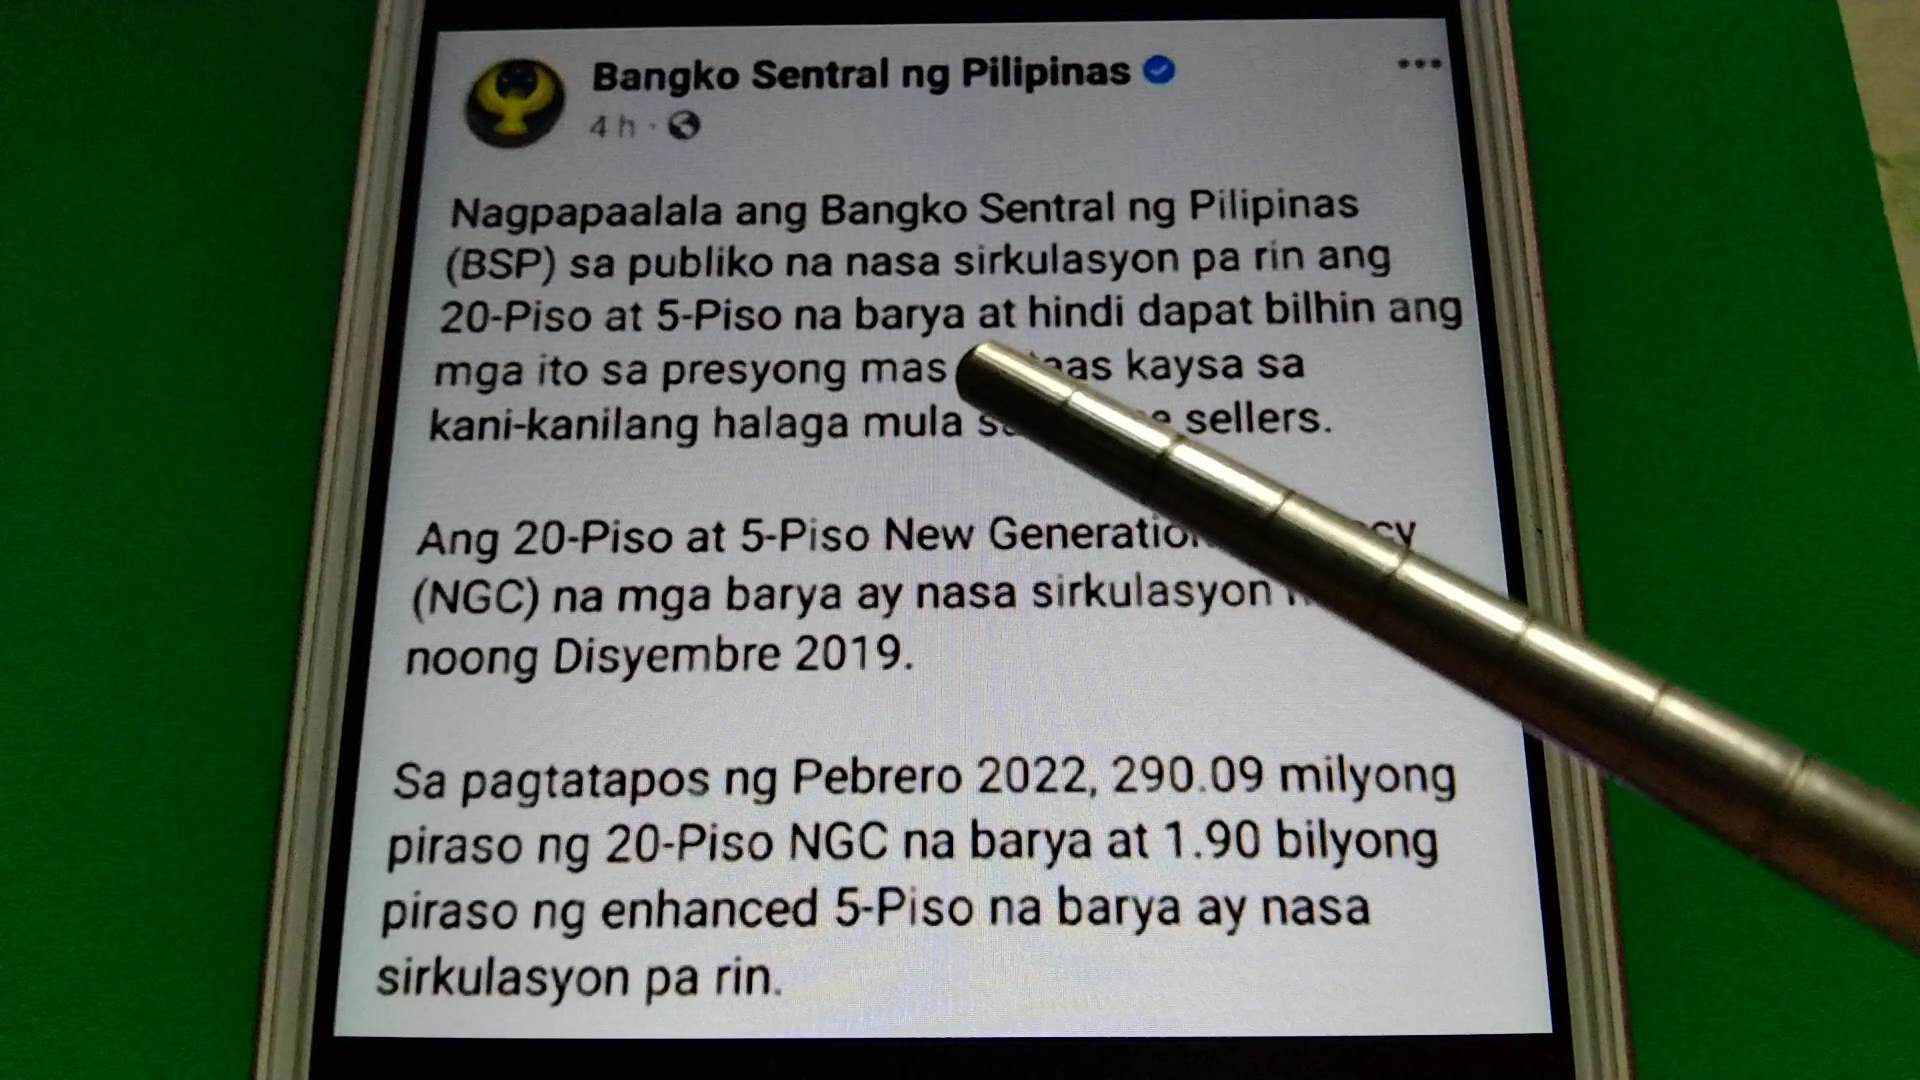 Bangko Sentral ng Pilipinas
4 h
Nagpapaalala ang Bangko Sentral ng Pilipinas
(BSP) sa publiko na nasa sirkulasyon pa rin ang
20-Piso at 5-Piso na barya at hindi dapat bilhin ang
mga ito sa presyong mas kaysa sa
kani-kanilang halaga mula sellers.
Ang 20-Piso at 5-Piso New
(NGC) na mga barya ay nasa sirkulasyon
noong Disyembre 2019.
Sa pagtatapos ng Pebrero 2022, 290.09 milyong
piraso ng 20-Piso NGC na barya at 1.90 bilyong
piraso ng enhanced 5-Piso na barya ay nasa
sirkulasyon pa rin.